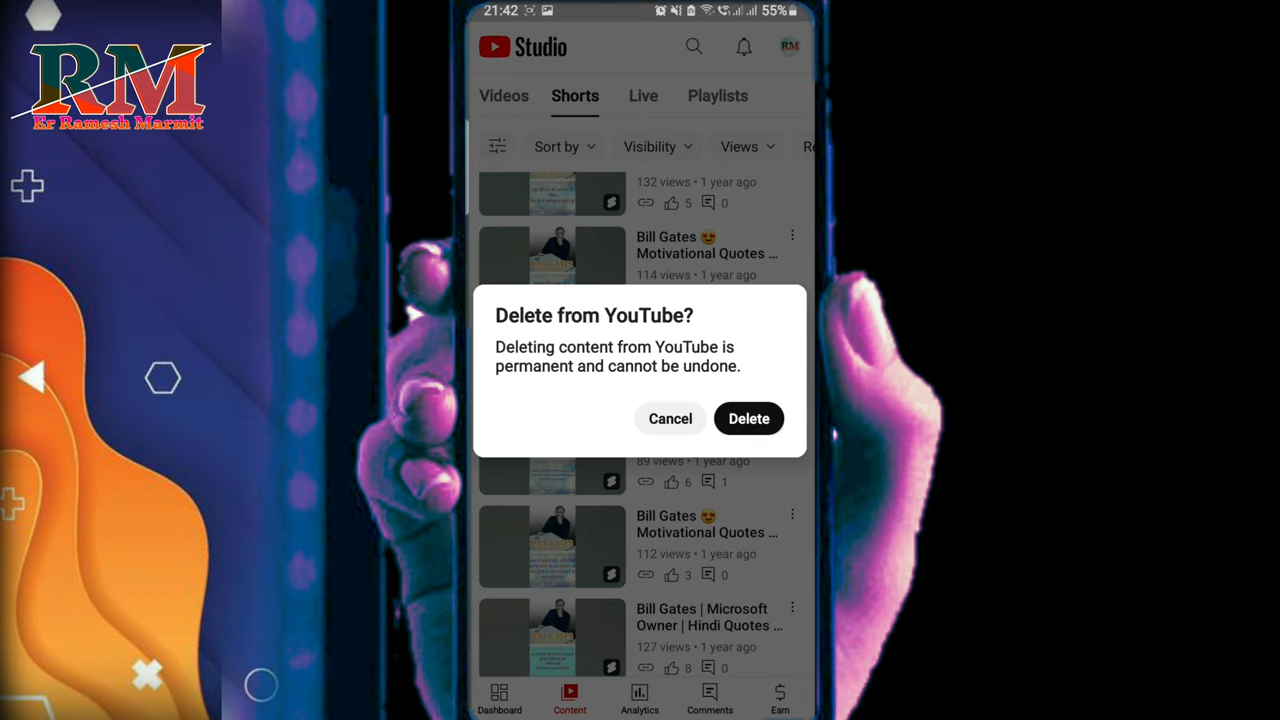 RM
Er Ramesh Marmit
21:42
55%
Studio
RM
Videos
Shorts
Live
Playlists
Sort by
Visibility
Views
132 views • 1 year ago
5
0
Bill Gates 😍
Motivational Quotes ...
114 views • 1 year ago
Delete from YouTube?
Deleting content from YouTube is
permanent and cannot be undone.
Cancel
Delete
89 views • 1 year ago
6
1
Bill Gates 😍
Motivational Quotes ...
112 views • 1 year ago
3
0
Bill Gates | Microsoft
Owner | Hindi Quotes ...
127 views • 1 year ago
8
0
Dashboard
Content
Analytics
Comments
Earn